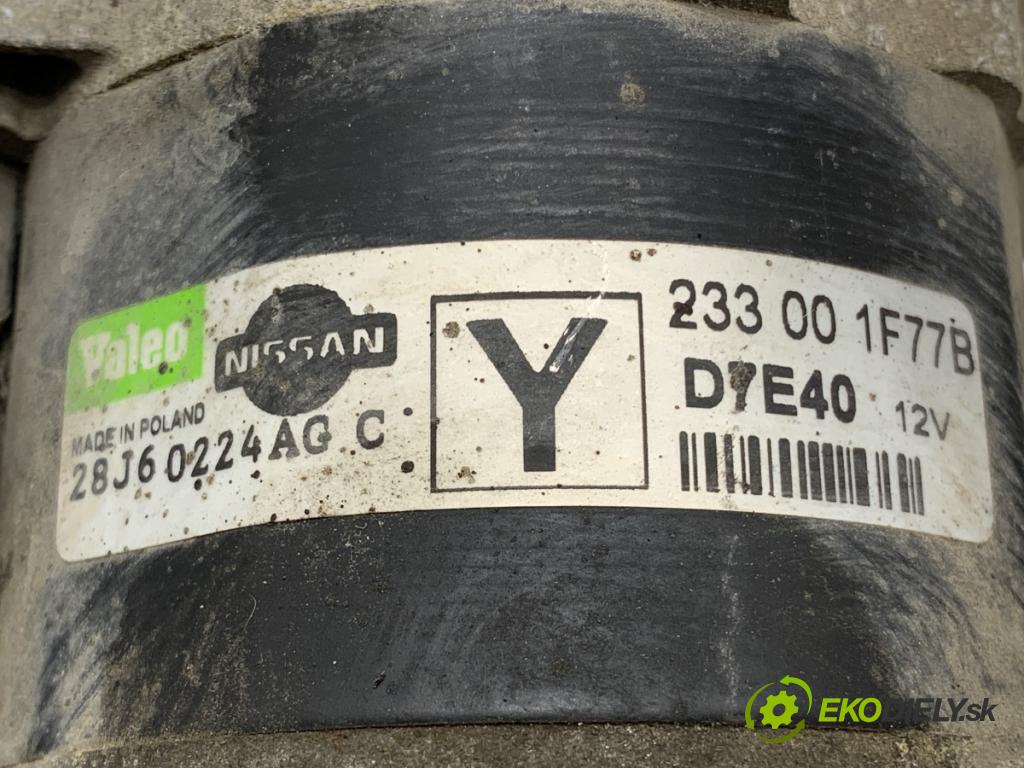 Valeo
NISSAN
MADE IN POLAND
28J60224AG C
Y
233 00 1F77B
D7E40 12V
EKODIELY.sk